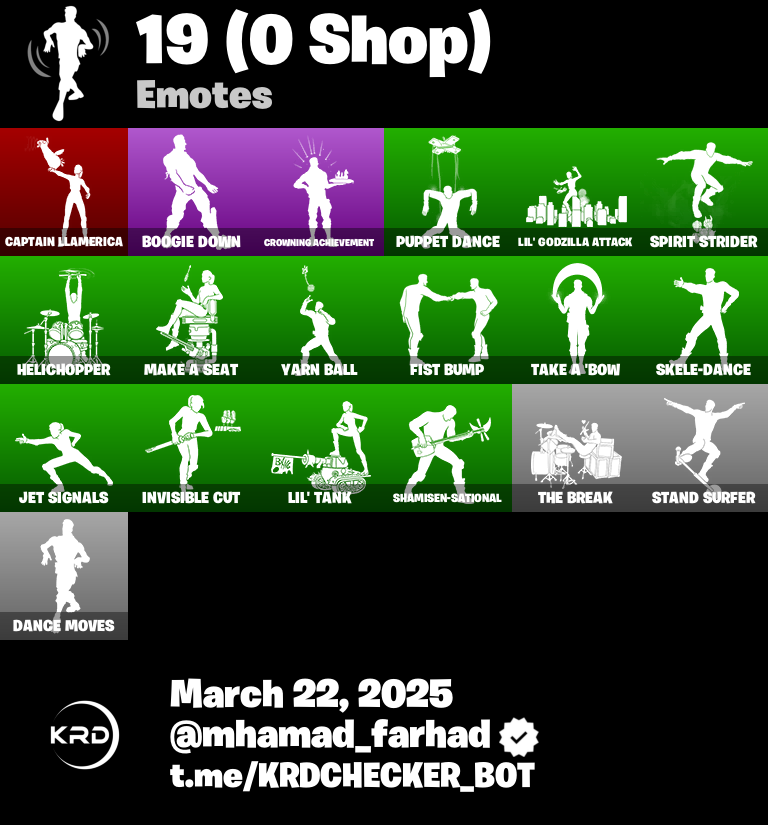 19 (0 Shop)
Emotes
CAPTAIN LLAMERICA
BOOGIE DOWN
CROWNING ACHIEVEMENT
PUPPET DANCE
LIL' GODZILLA ATTACK
SPIRIT STRIDER
HELICHOPPER
MAKE A SEAT
YARN BALL
FIST BUMP
TAKE A 'BOW
SKELE-DANCE
JET SIGNALS
INVISIBLE CUT
LIL' TANK
SHAMISEN-SATIONAL
THE BREAK
STAND SURFER
DANCE MOVES
March 22, 2025
KRD
@mhamad_farhad
t.me/KRDCHECKER_BOT